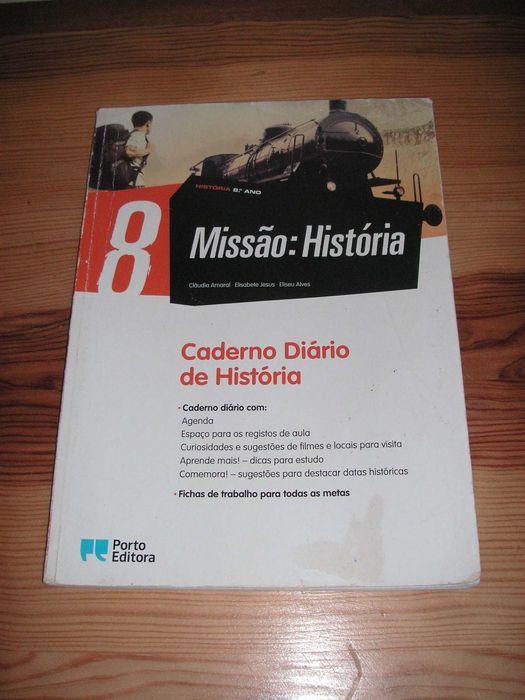 HISTÓRIA 8.º ANO
8
Missão: História
Cláudia Amaral · Elisabete Jesus · Eliseu Alves
Caderno Diário
de História
• Caderno diário com:
Agenda
Espaço para os registos de aula
Curiosidades e sugestões de filmes e locais para visita
Aprende mais! – dicas para estudo
Comemora! – sugestões para destacar datas históricas
• Fichas de trabalho para todas as metas
Porto
Editora